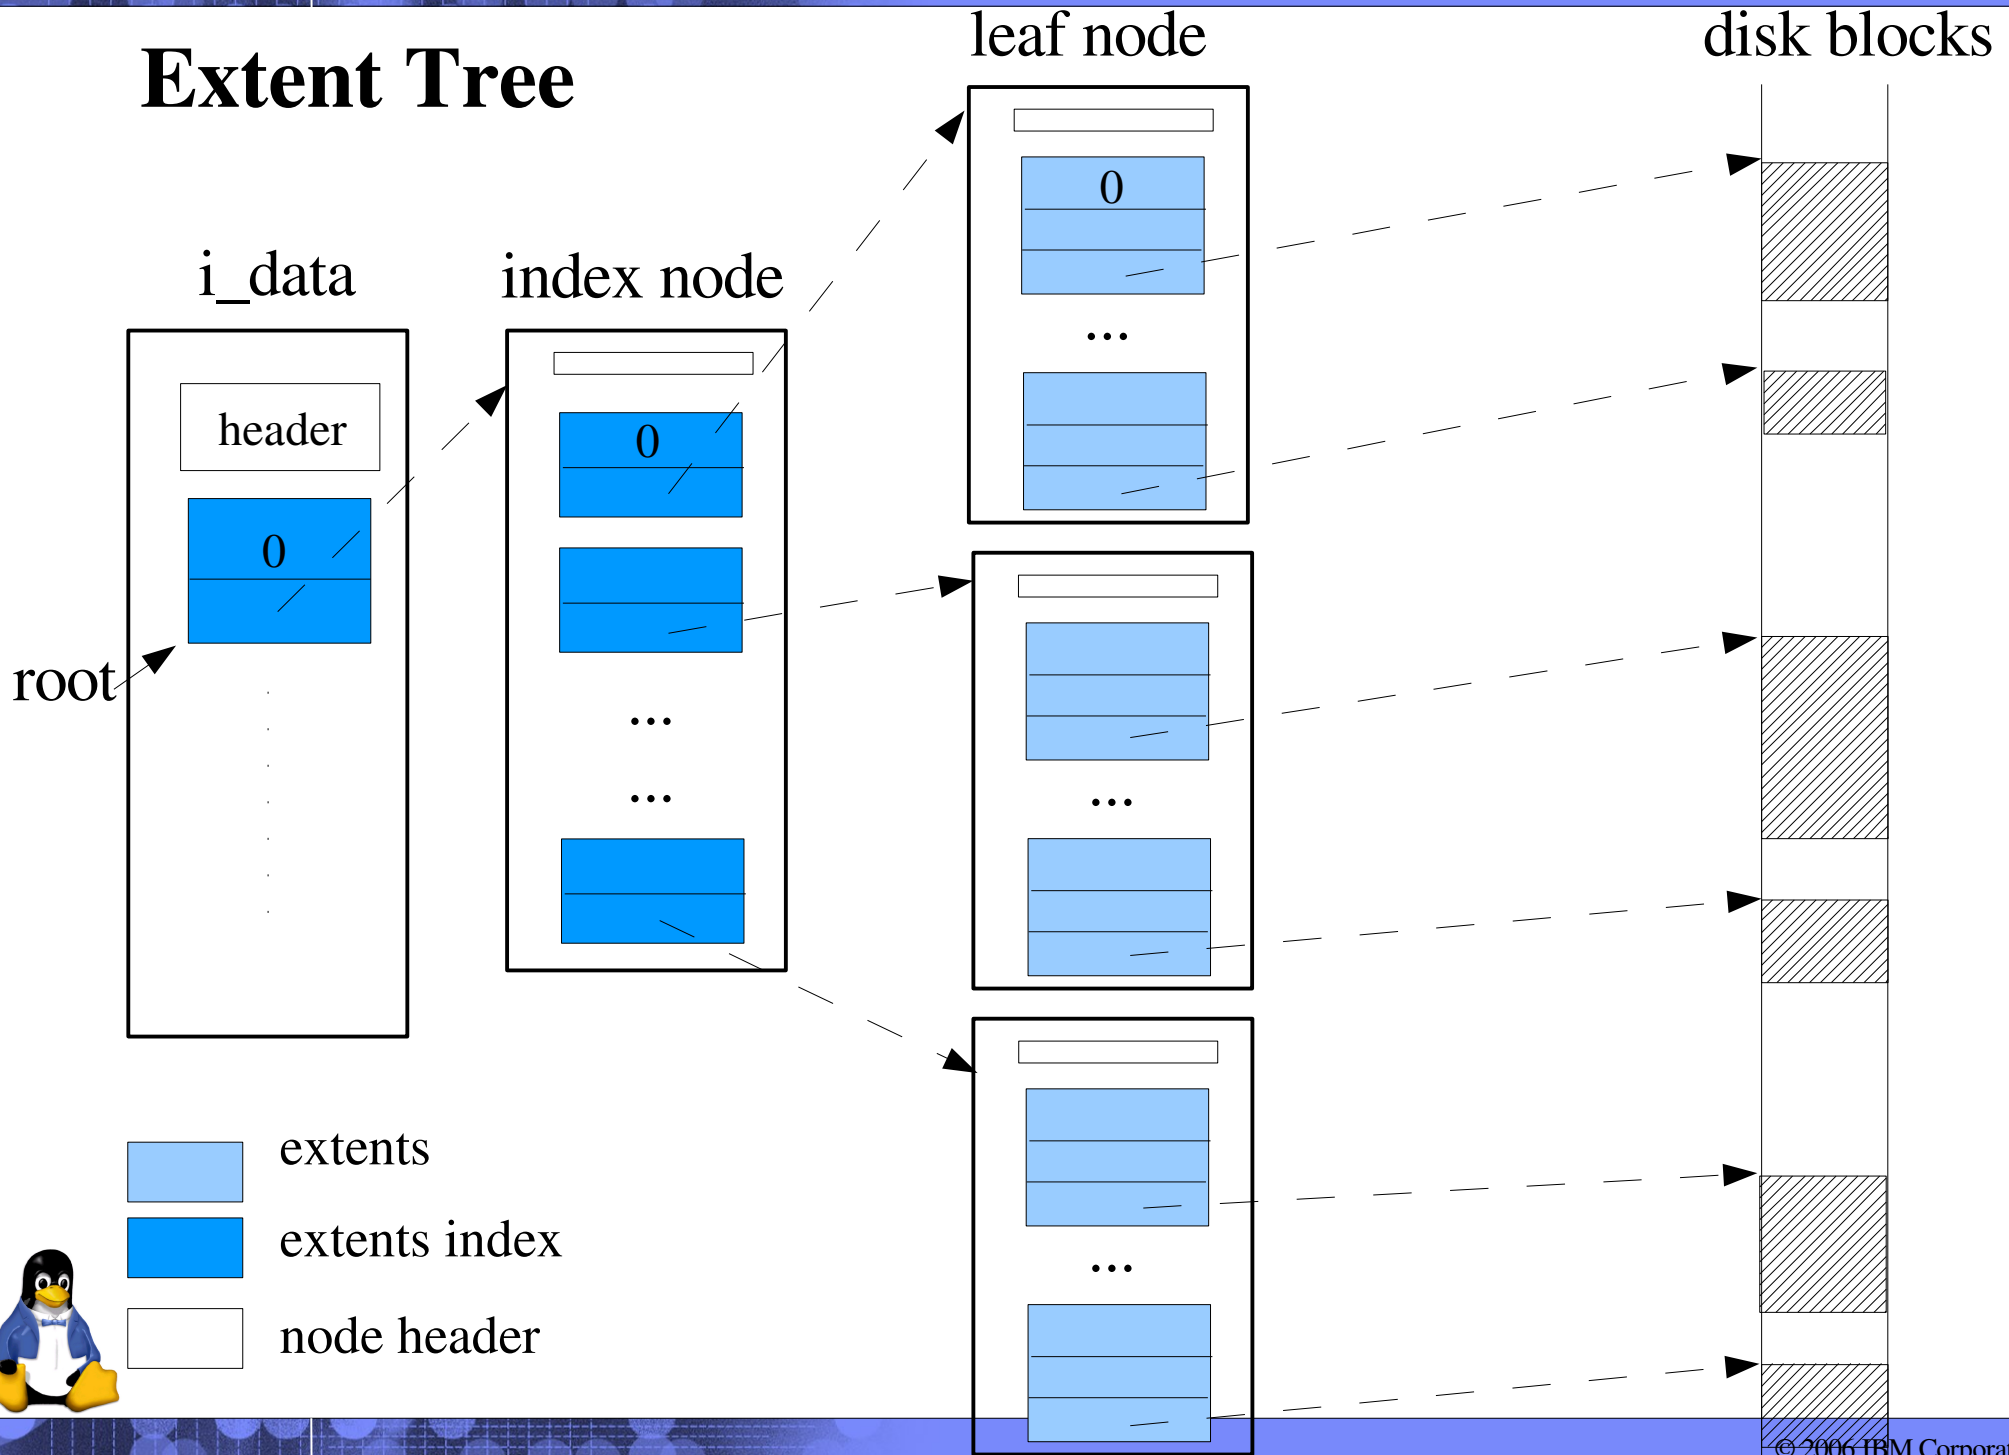 Extent Tree
leaf node
disk blocks
i_data
index node
header
0
0
0
...
...
...
root
...
...
...
extents
extents index
node header
© 2006 IBM